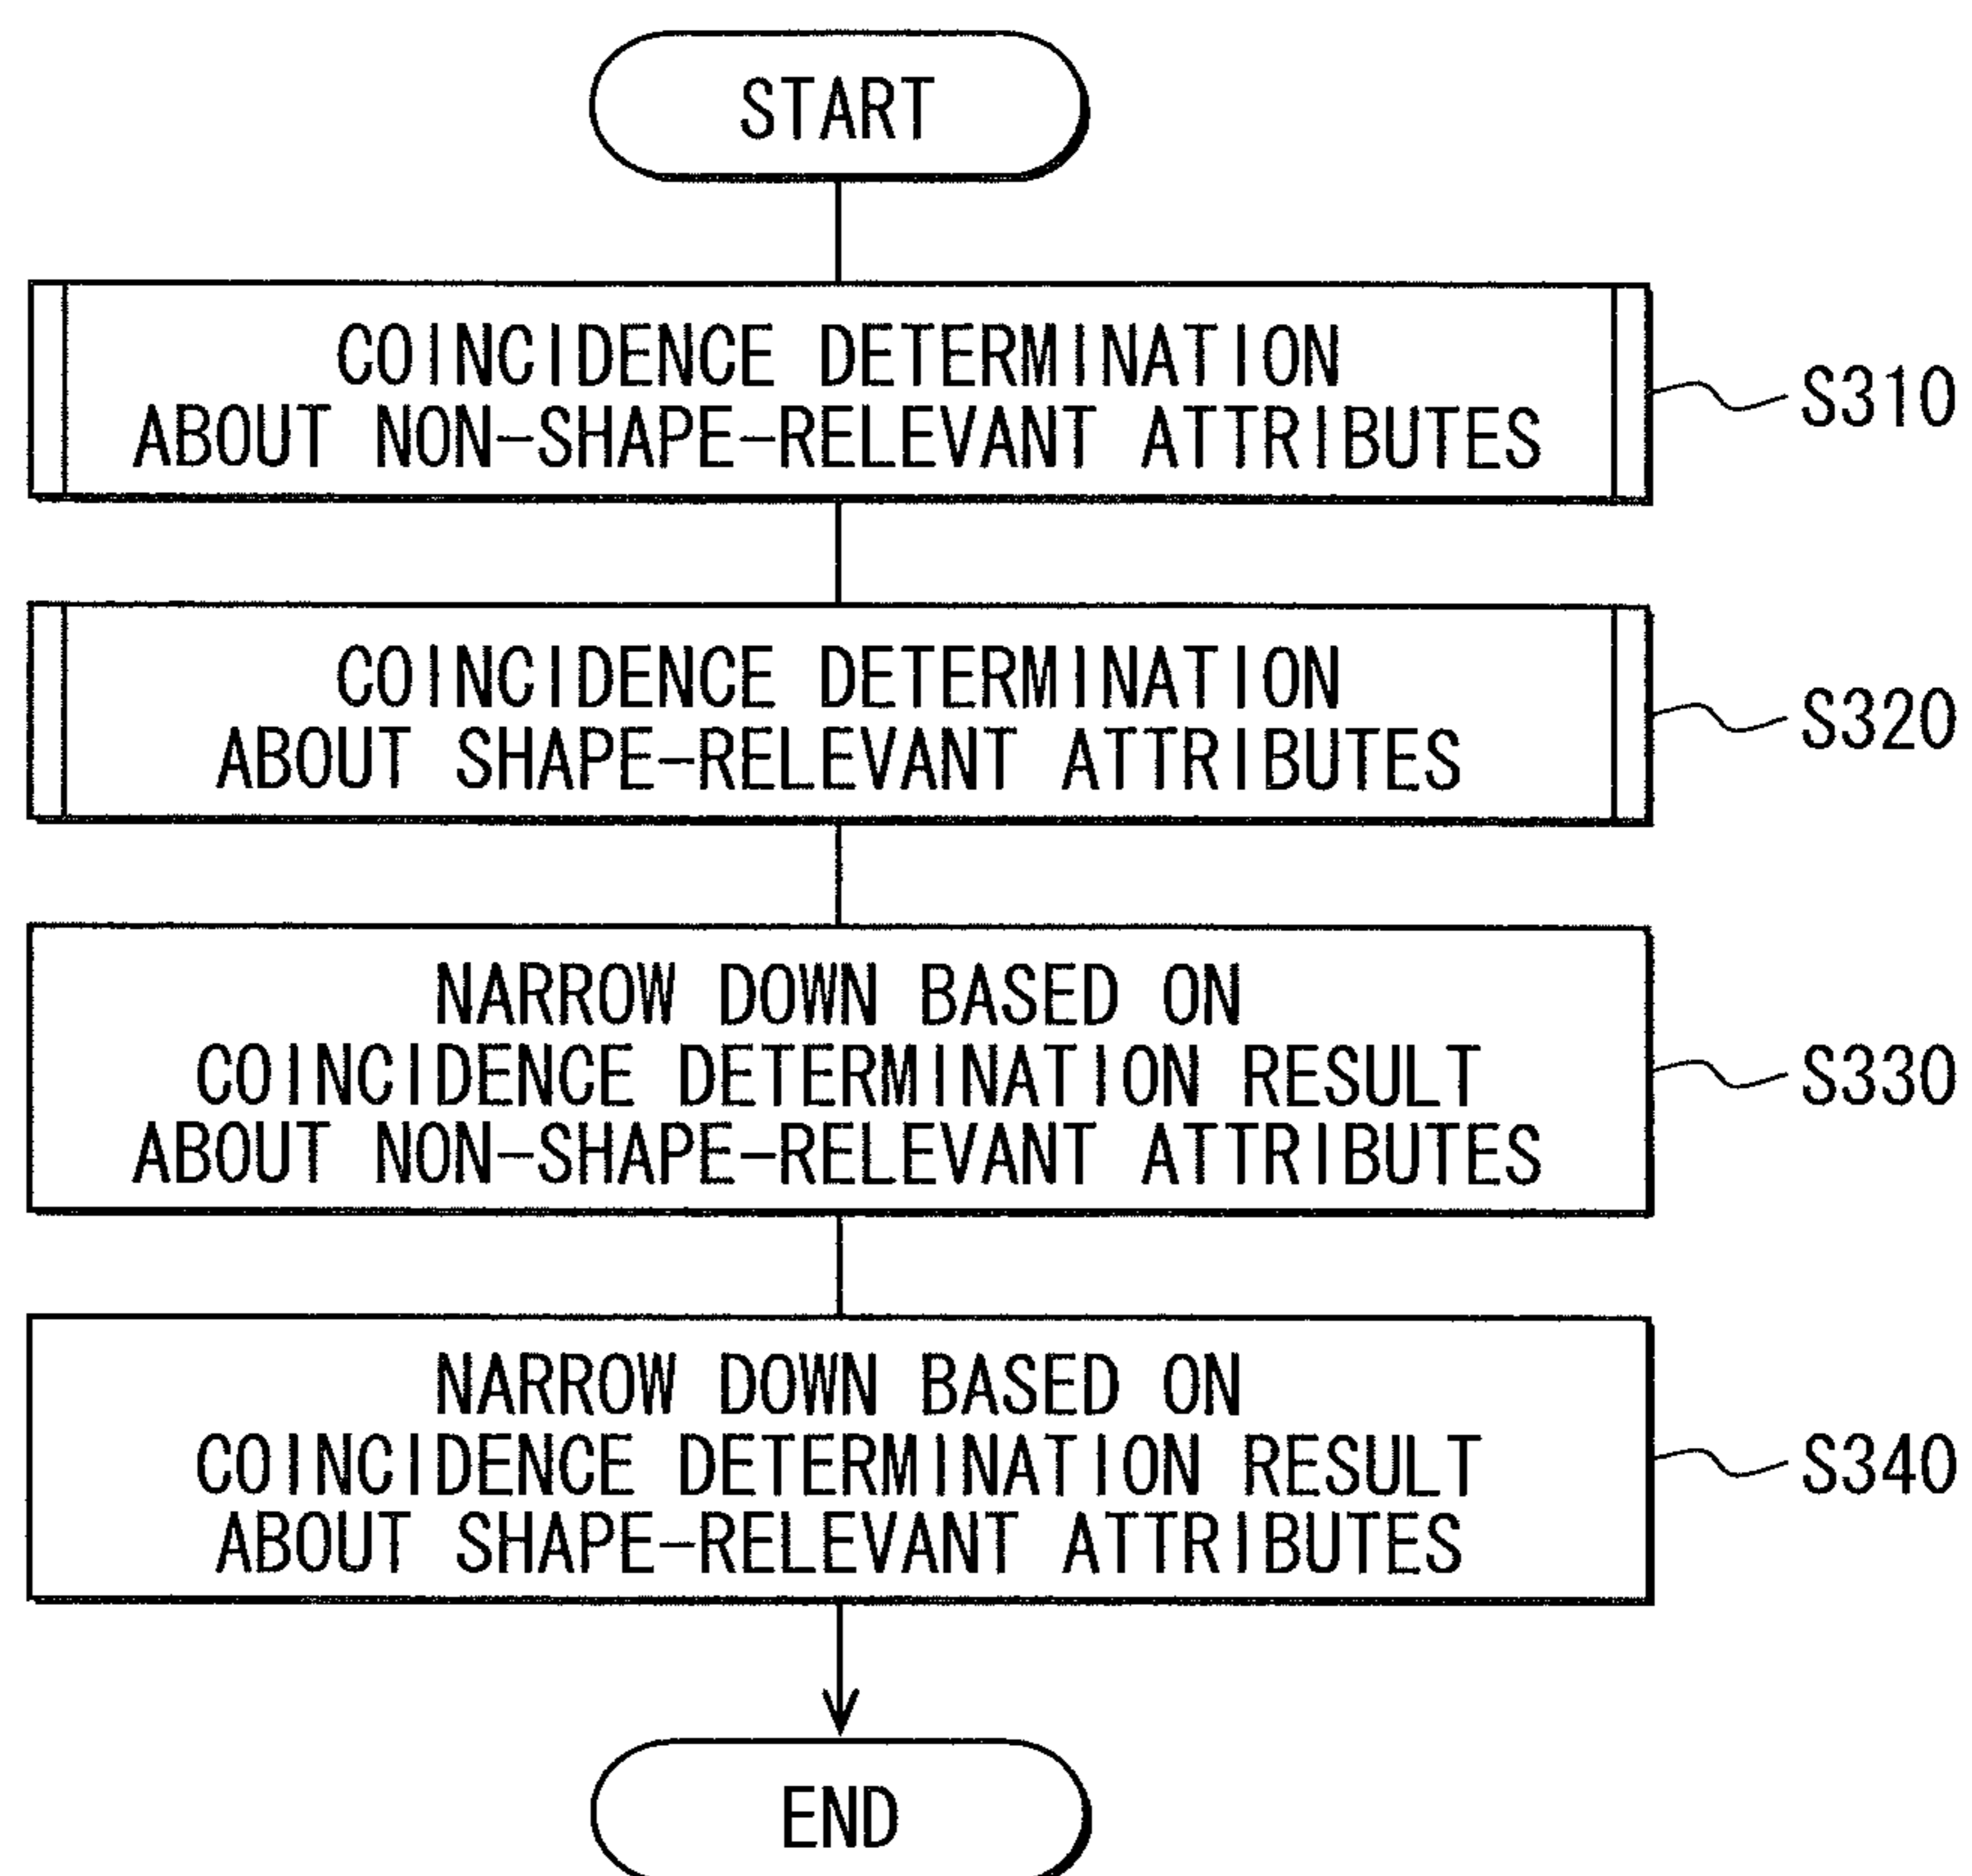 START
COINCIDENCE DETERMINATION
ABOUT NON-SHAPE-RELEVANT ATTRIBUTES
S310
COINCIDENCE DETERMINATION
ABOUT SHAPE-RELEVANT ATTRIBUTES
S320
NARROW DOWN BASED ON
COINCIDENCE DETERMINATION RESULT
ABOUT NON-SHAPE-RELEVANT ATTRIBUTES
S330
NARROW DOWN BASED ON
COINCIDENCE DETERMINATION RESULT
ABOUT SHAPE-RELEVANT ATTRIBUTES
S340
END